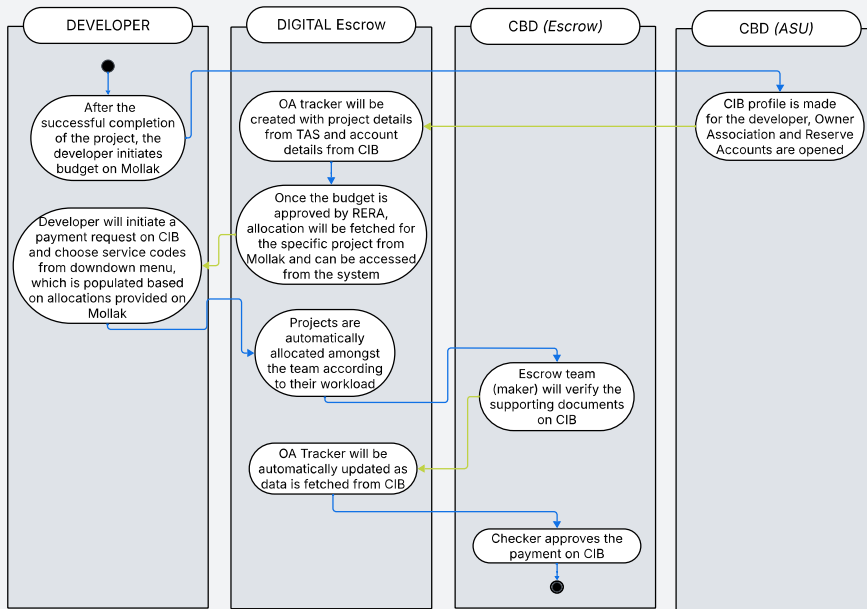 DEVELOPER
DIGITAL Escrow
CBD (Escrow)
CBD (ASU)
After the
successful completion
of the project, the
developer initiates
budget on Mollak
OA tracker will be
created with project details
from TAS and account
details from CIB
CIB profile is made
for the developer, Owner
Association and Reserve
Accounts are opened
Once the budget is
approved by RERA,
allocation will be fetched for
the specific project from
Mollak and can be accessed
from the system
Developer will initiate a
payment request on CIB
and choose service codes
from downdown menu,
which is populated based
on allocations provided on
Mollak
Projects are
automatically
allocated amongst
the team according
to their workload
Escrow team
(maker) will verify the
supporting documents
on CIB
OA Tracker will be
automatically updated as
data is fetched from CIB
Checker approves the
payment on CIB